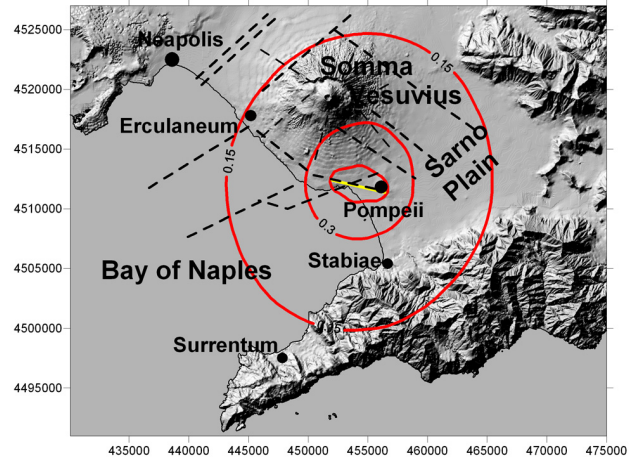 4525000
4520000
4515000
4510000
4505000
4500000
4495000
Neapolis
Somma
Vesuvius
Erculaneum
Sarno
Plain
Pompeii
Bay of Naples
Stabiae
Surrentum
0.15
0.15
0.3
0.15
435000 440000 445000 450000 455000 460000 465000 470000 475000